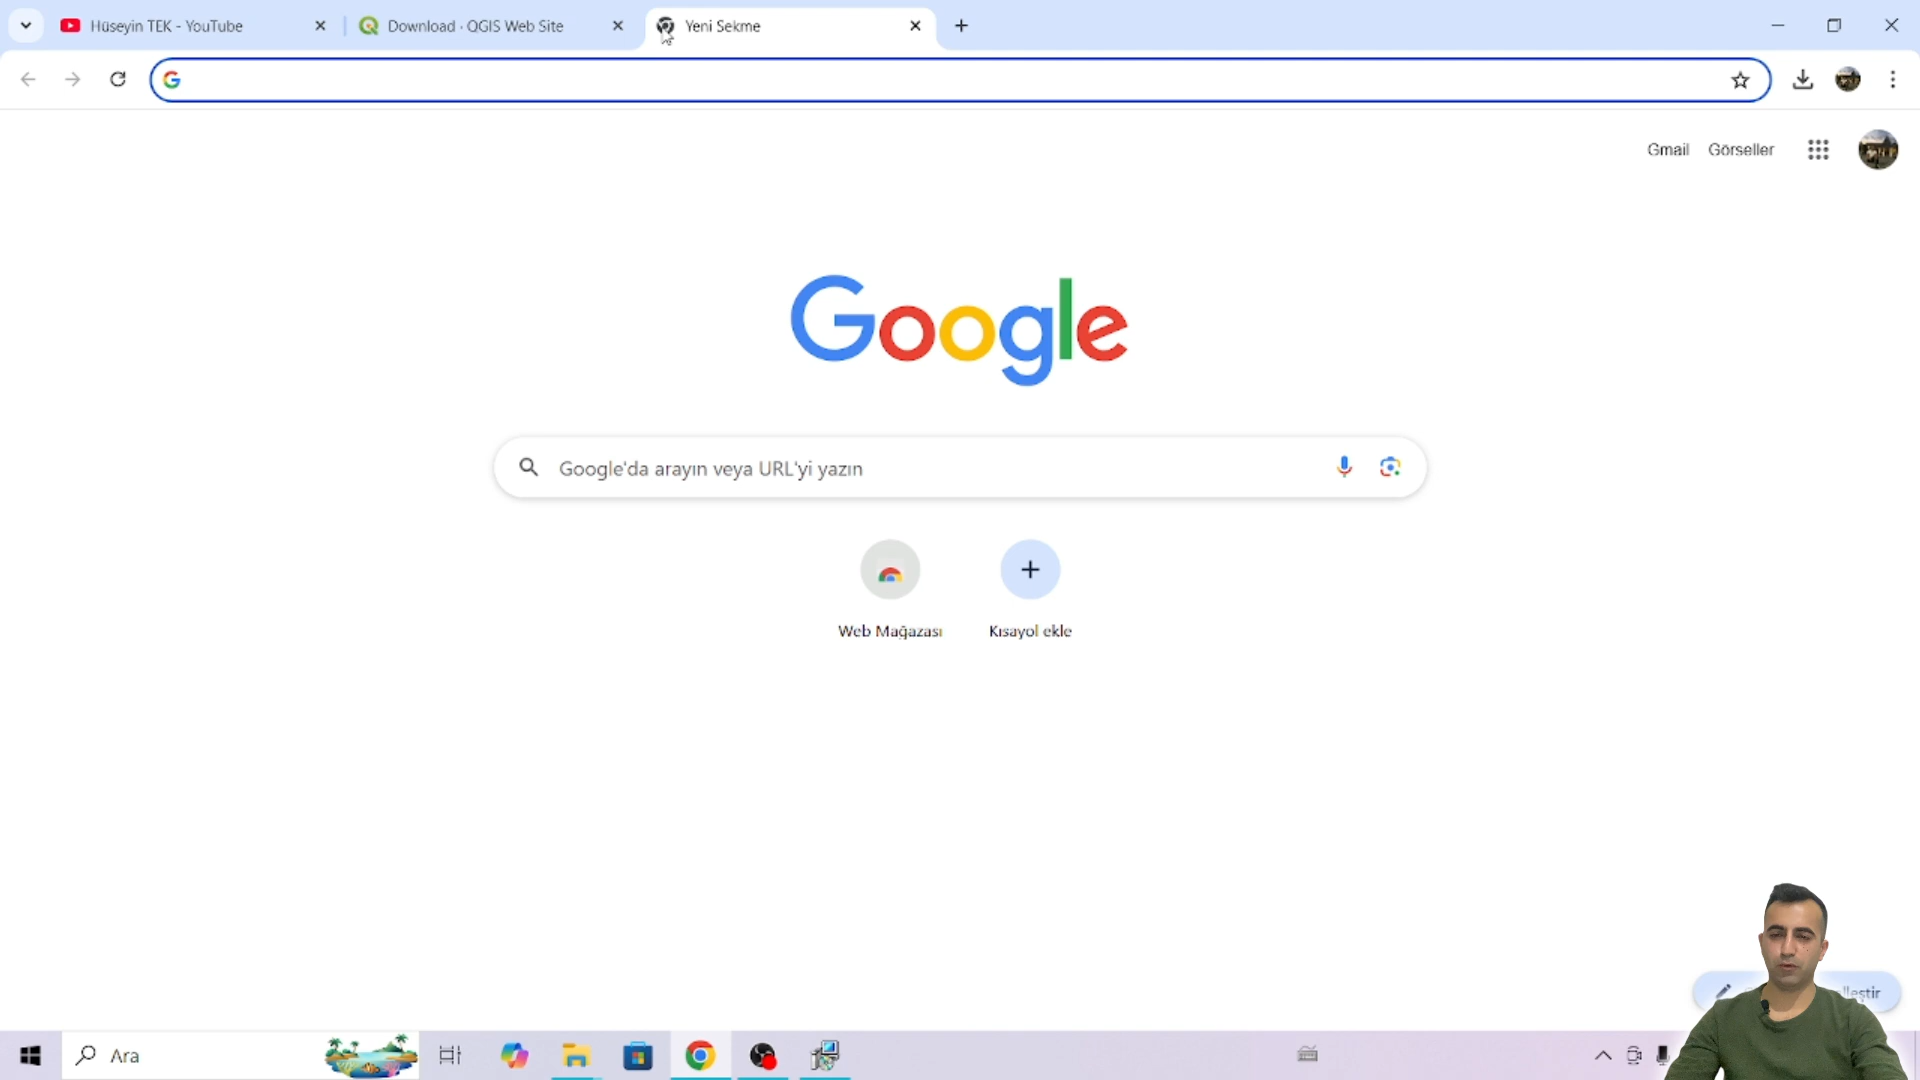 Hüseyin TEK - YouTube
Download · QGIS Web Site
Yeni Sekme
Gmail Görseller
Google
Google'da arayın veya URL'yi yazın
Web Mağazası
Kısayol ekle
Ara